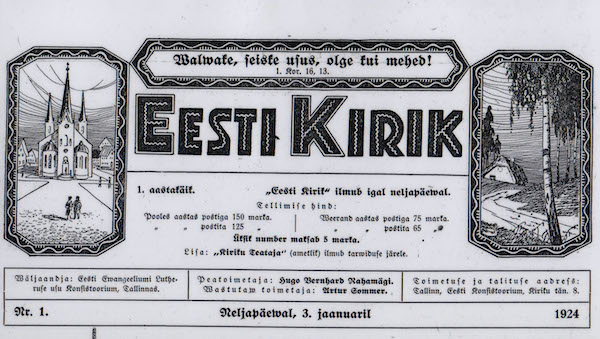 Walwake, seiske usus, olge kui mehed!
1. Kor. 16, 13.
EESTI KIRIK
1. aastakäik. „Eesti Kirik" ilmub igal neljapäewal.
Tellimise hind:
Pooles aastas postiga 150 marka.
„ „ postita 125 „
Weerand aastas postiga 75 marka.
„ „ postita 65 „
Üksik number maksab 5 marka.
Lisa: „Kiriku Teataja" (ametlik) ilmub tarwiduse järele.
Wäljaandja: Eesti Ewangeeliumi Luthe-
ruse usu Konsistoorium, Tallinnas.
Peatoimetaja: Hugo Bernhard Rahamägi.
Wastutaw toimetaja: Artur Sommer.
Toimetuse ja talituse aadress:
Tallinn, Eesti Konsistoorium, Kiriku tän. 8.
Nr. 1. Neljapäewal, 3. jaanuaril 1924